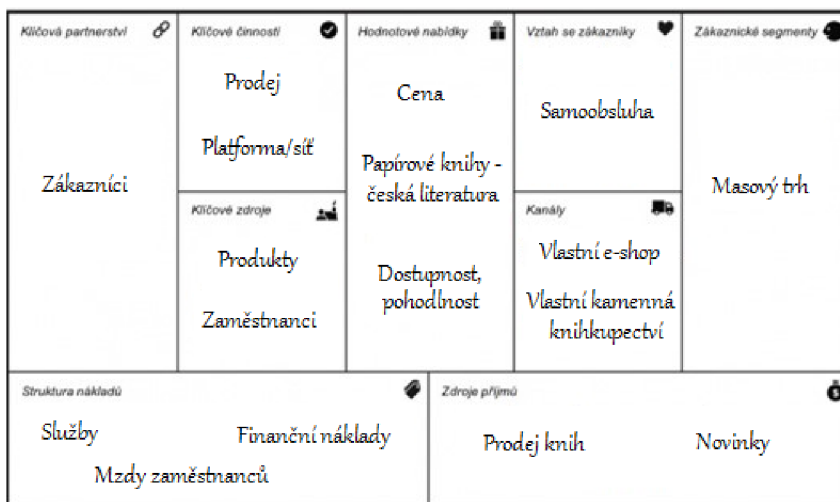 Klíčová partnerství
Zákazníci
Klíčové činnosti
Prodej
Platforma/síť
Klíčové zdroje
Produkty
Zaměstnanci
Hodnotové nabídky
Cena
Papírové knihy -
česká literatura
Dostupnost,
pohodlnost
Vztah se zákazníky
Samoobsluha
Kanály
Vlastní e-shop
Vlastní kamenná
knihkupectví
Zákaznické segmenty
Masový trh
Struktura nákladů
Služby
Finanční náklady
Mzdy zaměstnanců
Zdroje příjmů
Prodej knih
Novinky